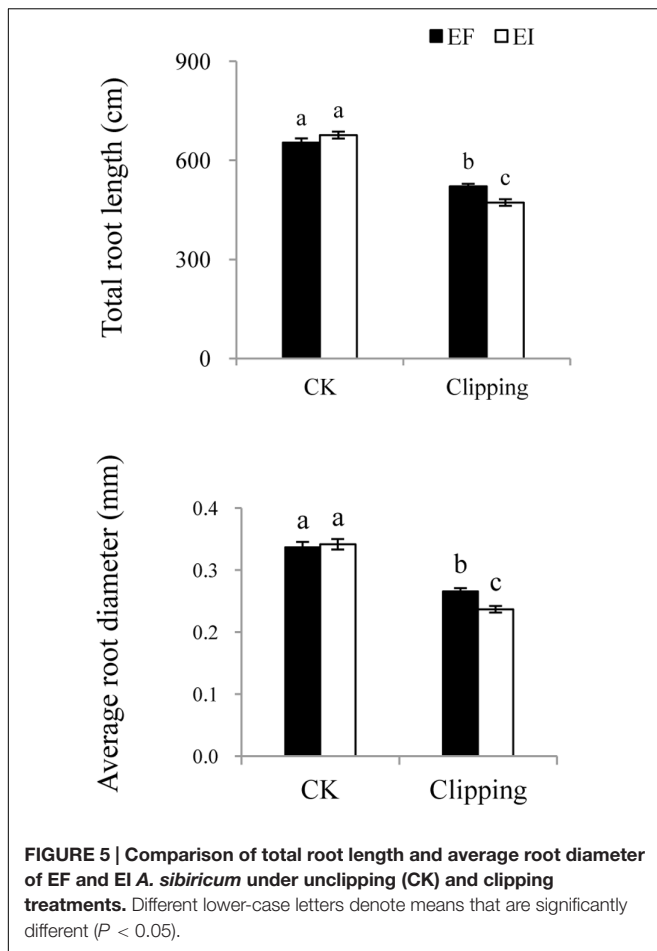 ■ EF □ EI
Total root length (cm)
900
600
300
0
a a
b
c
CK Clipping
Average root diameter (mm)
0.4
0.3
0.2
0.1
0.0
a a
b
c
CK Clipping
FIGURE 5 | Comparison of total root length and average root diameter
of EF and EI A. sibiricum under unclipping (CK) and clipping
treatments. Different lower-case letters denote means that are significantly
different (P < 0.05).